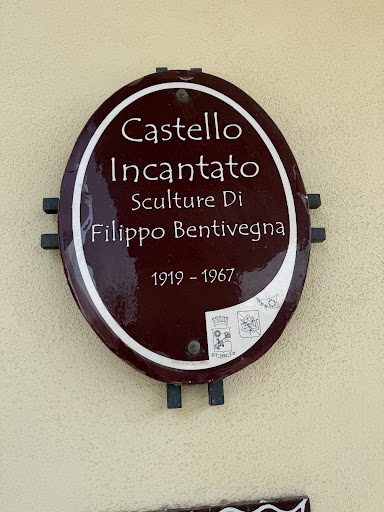 Castello
Incantato
Sculture Di
Filippo Bentivegna
1919 - 1967